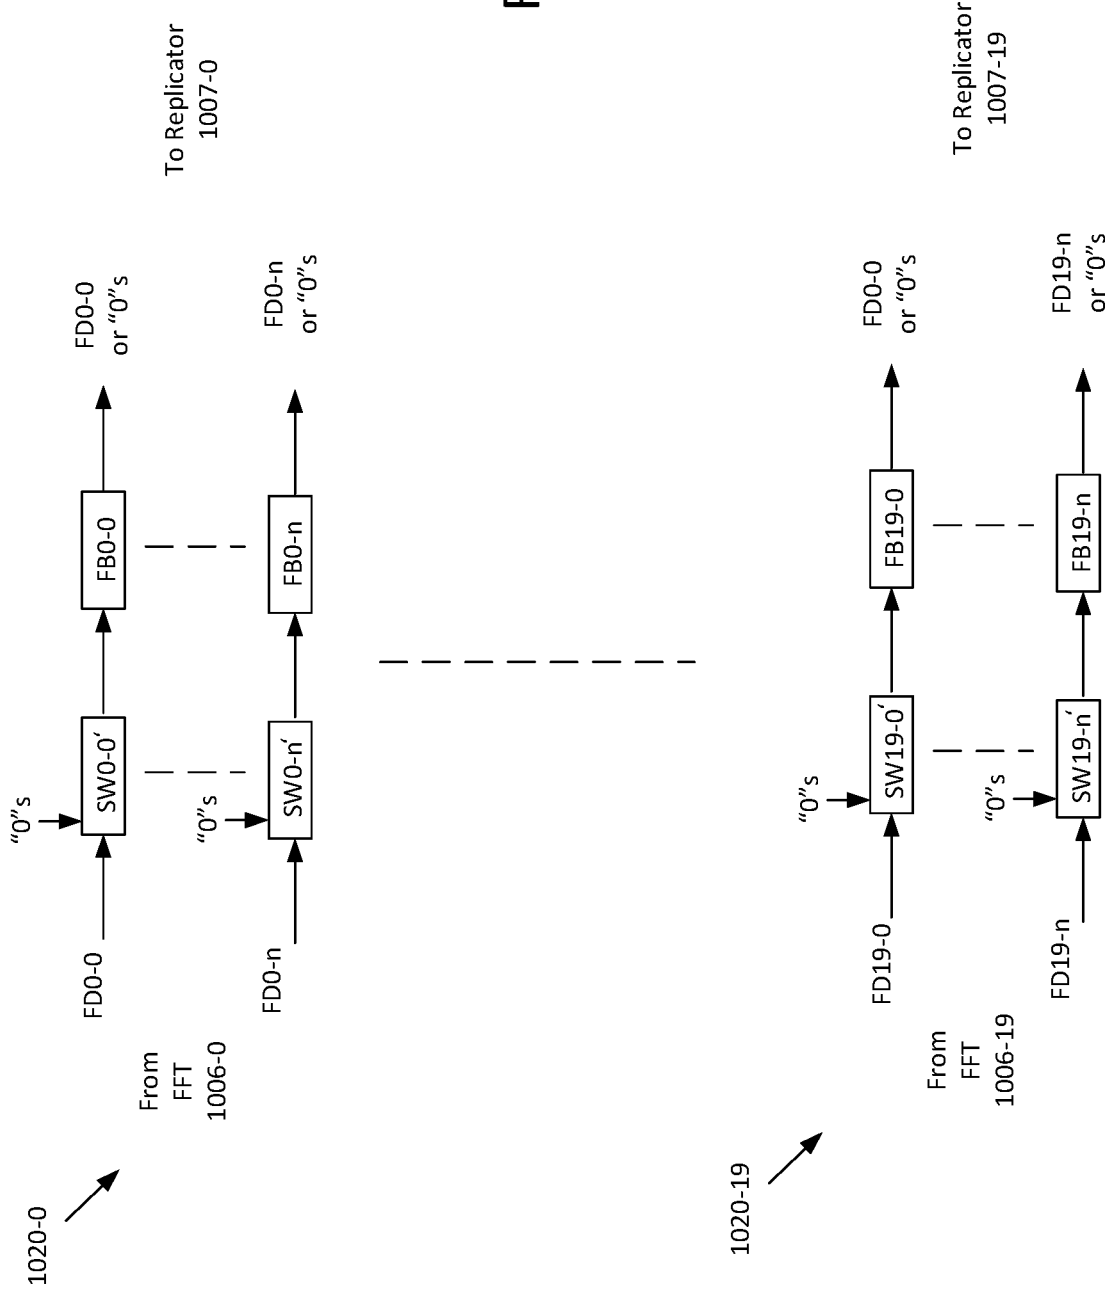 1020-0
From
FFT
1006-0
FD0-0
"0"s
SW0-0'
FB0-0
FD0-0
or "0"s
FD0-n
"0"s
SW0-n'
FB0-n
FD0-n
or "0"s
To Replicator
1007-0
1020-19
From
FFT
1006-19
FD19-0
"0"s
SW19-0'
FB19-0
FD0-0
or "0"s
FD19-n
"0"s
SW19-n'
FB19-n
FD19-n
or "0"s
To Replicator
1007-19